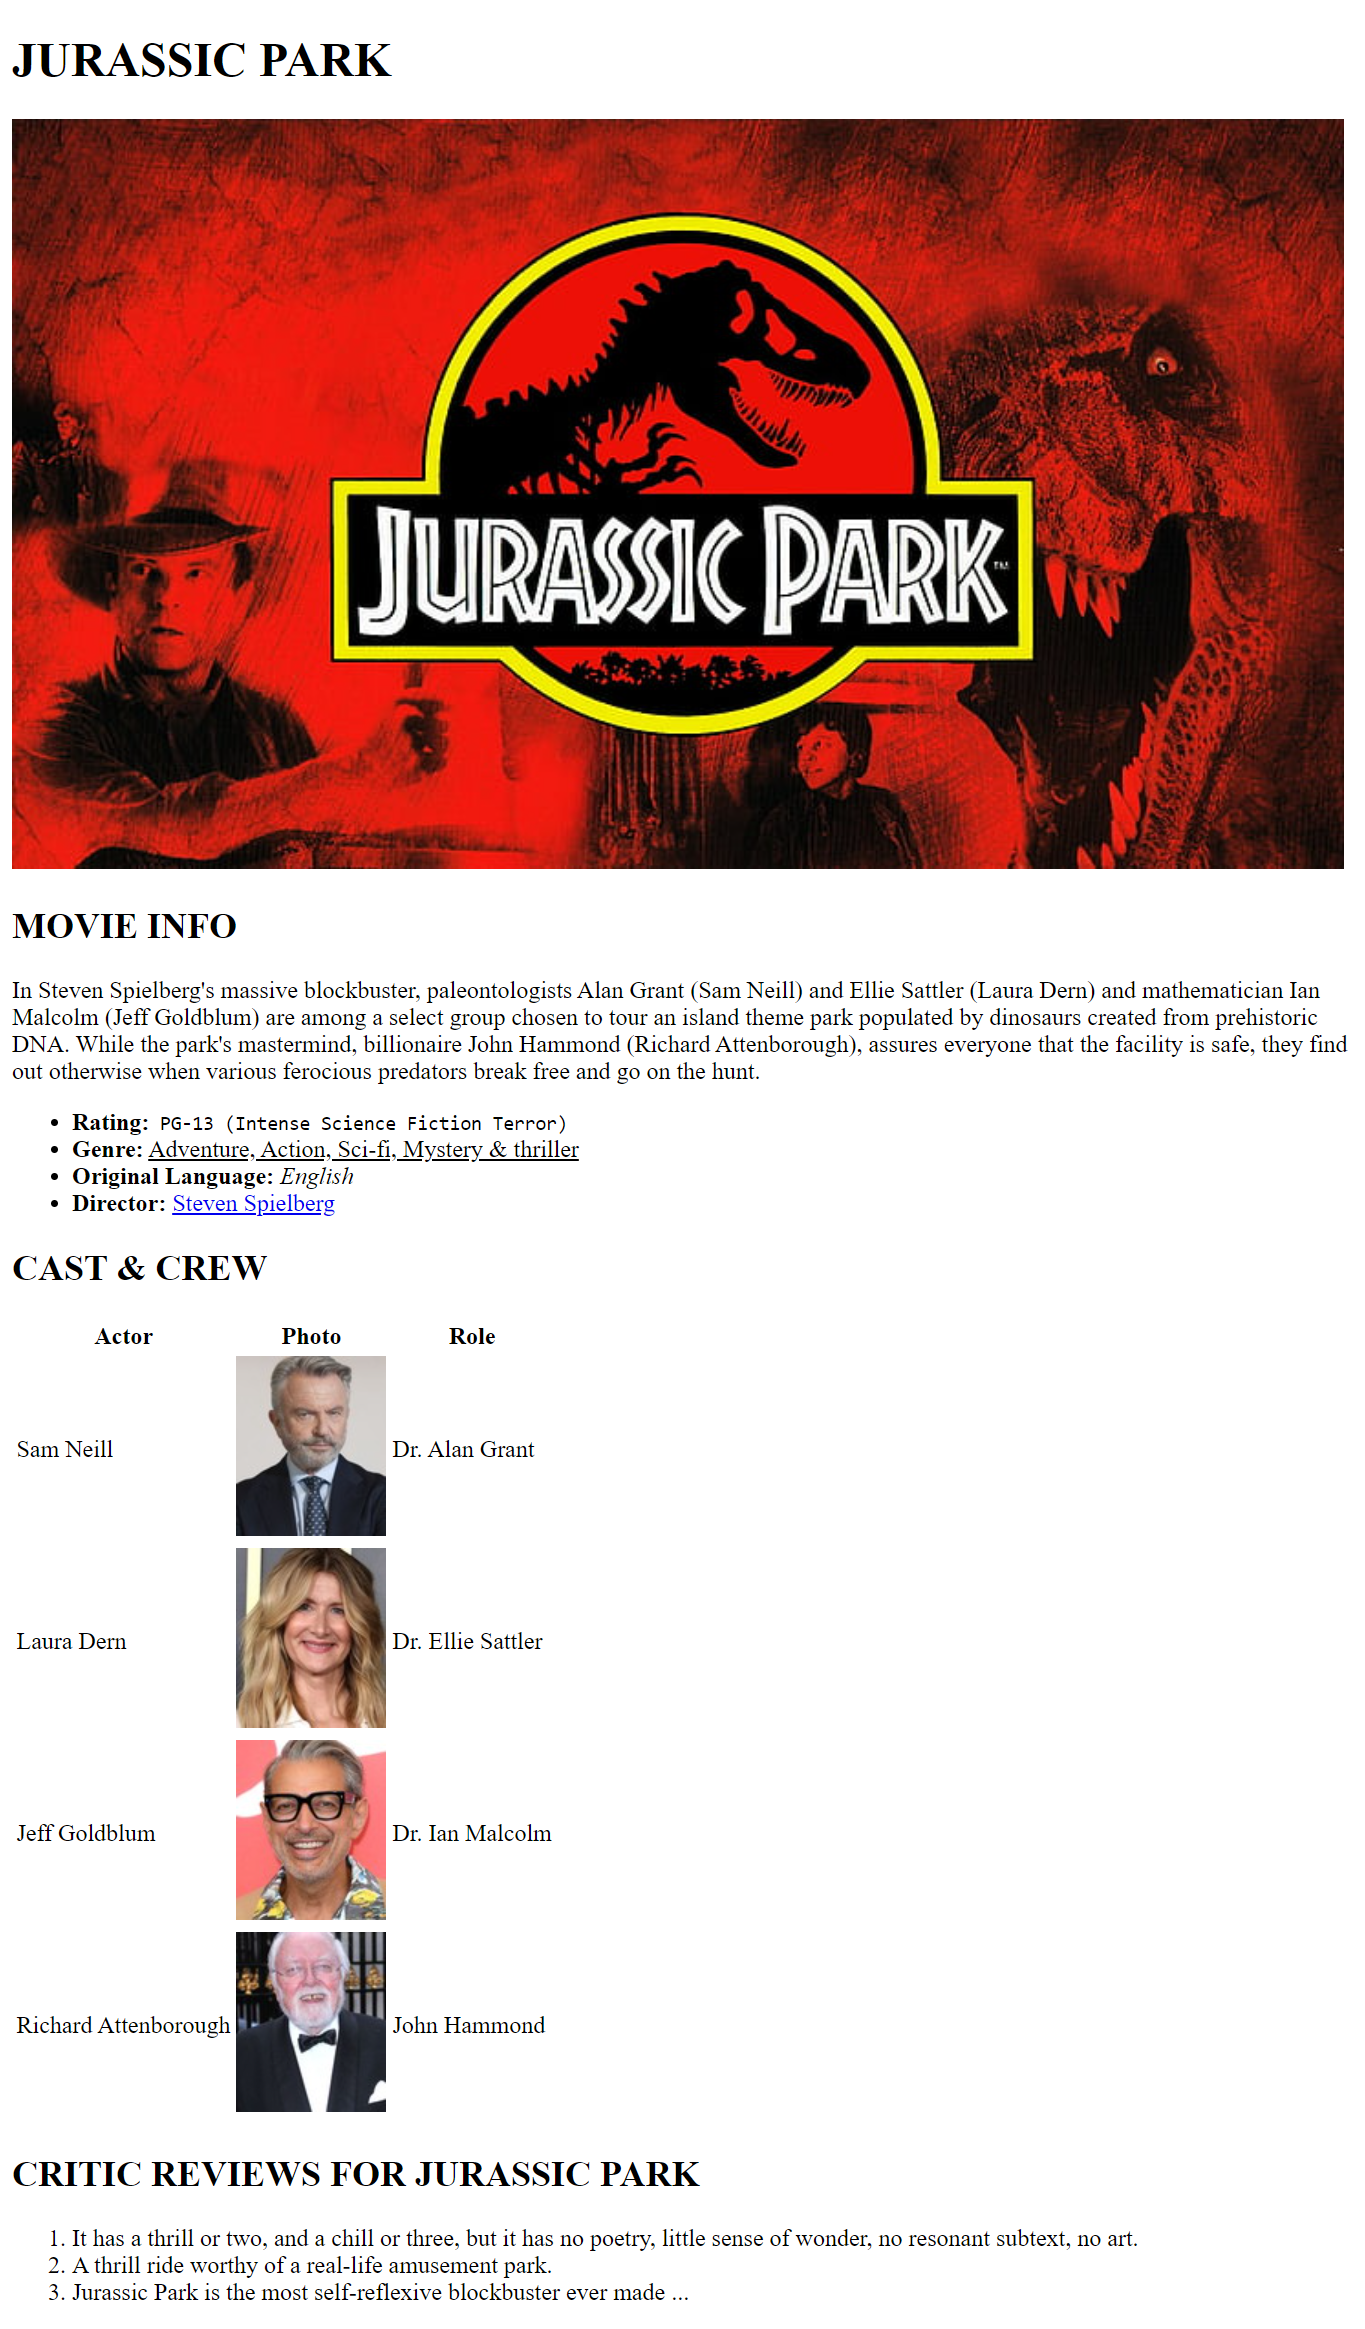 JURASSIC PARK
JURASSIC PARK™
MOVIE INFO
In Steven Spielberg's massive blockbuster, paleontologists Alan Grant (Sam Neill) and Ellie Sattler (Laura Dern) and mathematician Ian
Malcolm (Jeff Goldblum) are among a select group chosen to tour an island theme park populated by dinosaurs created from prehistoric
DNA. While the park's mastermind, billionaire John Hammond (Richard Attenborough), assures everyone that the facility is safe, they find
out otherwise when various ferocious predators break free and go on the hunt.
• Rating: PG-13 (Intense Science Fiction Terror)
• Genre: Adventure, Action, Sci-fi, Mystery & thriller
• Original Language: English
• Director: Steven Spielberg
CAST & CREW
Actor Photo Role
Sam Neill Dr. Alan Grant
Laura Dern Dr. Ellie Sattler
Jeff Goldblum Dr. Ian Malcolm
Richard Attenborough John Hammond
CRITIC REVIEWS FOR JURASSIC PARK
1. It has a thrill or two, and a chill or three, but it has no poetry, little sense of wonder, no resonant subtext, no art.
2. A thrill ride worthy of a real-life amusement park.
3. Jurassic Park is the most self-reflexive blockbuster ever made ...